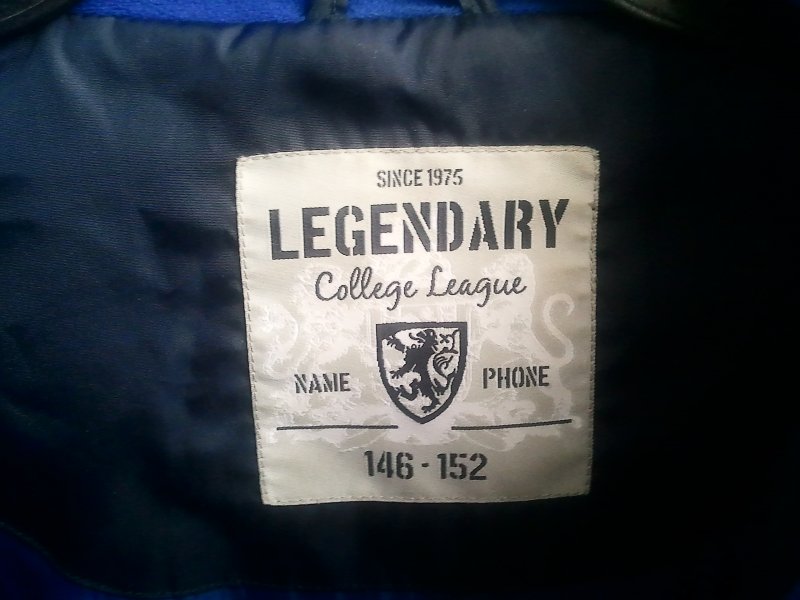 SINCE 1975
LEGENDARY
College League
NAME PHONE
146 - 152